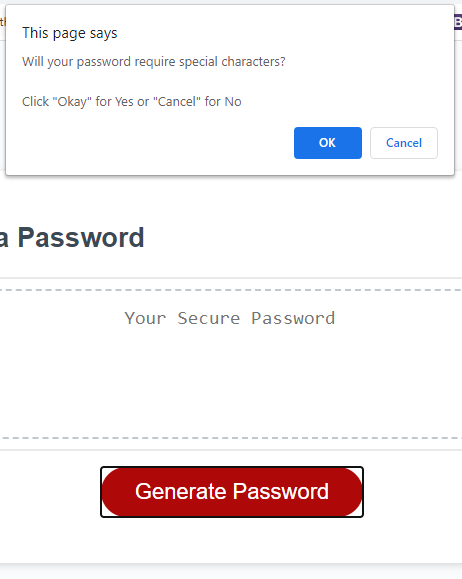 This page says
Will your password require special characters?
Click "Okay" for Yes or "Cancel" for No
OK
Cancel
a Password
Your Secure Password
Generate Password